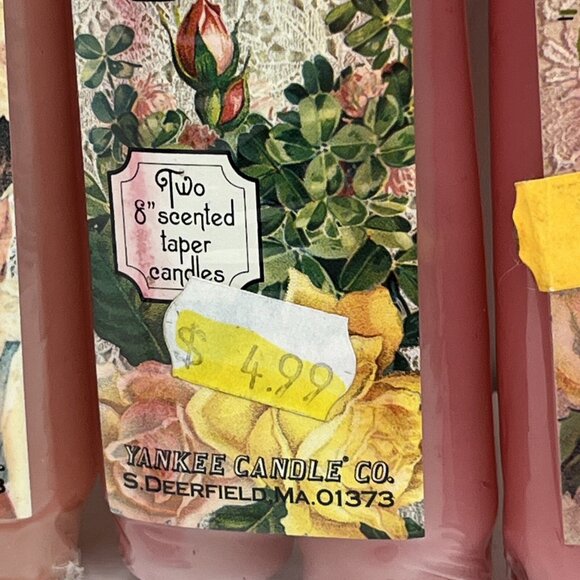 Two
8" scented
taper
candles
$ 4.99
YANKEE CANDLE® CO.
S. DEERFIELD, MA. 01373